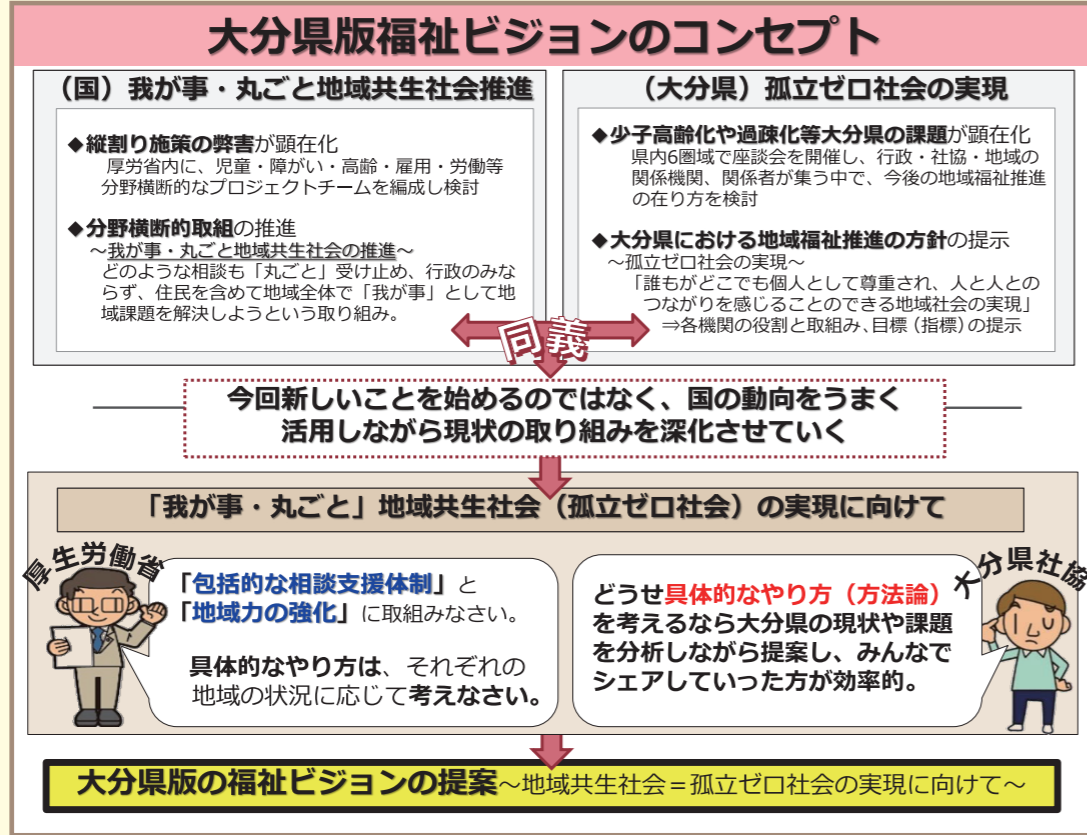 大分県版福祉ビジョンのコンセプト
（国）我が事・丸ごと地域共生社会推進
◆縦割り施策の弊害が顕在化
厚労省内に、児童・障がい・高齢・雇用・労働等
分野横断的なプロジェクトチームを編成し検討
◆分野横断的取組の推進
～我が事・丸ごと地域共生社会の推進～
どのような相談も「丸ごと」受け止め、行政のみな
らず、住民を含めて地域全体で「我が事」として地
域課題を解決しようという取り組み。
（大分県）孤立ゼロ社会の実現
◆少子高齢化や過疎化等大分県の課題が顕在化
県内6圏域で座談会を開催し、行政・社協・地域の
関係機関、関係者が集う中で、今後の地域福祉推進
の在り方を検討
◆大分県における地域福祉推進の方針の提示
～孤立ゼロ社会の実現～
「誰もがどこでも個人として尊重され、人と人との
つながりを感じることのできる地域社会の実現」
⇒各機関の役割と取組み、目標（指標）の提示
同義
今回新しいことを始めるのではなく、国の動向をうまく
活用しながら現状の取り組みを深化させていく
「我が事・丸ごと」地域共生社会（孤立ゼロ社会）の実現に向けて
厚生労働省
「包括的な相談支援体制」と
「地域力の強化」に取組みなさい。
具体的なやり方は、それぞれの
地域の状況に応じて考えなさい。
大分県社協
どうせ具体的なやり方（方法論）
を考えるなら大分県の現状や課題
を分析しながら提案し、みんなで
シェアしていった方が効率的。
大分県版の福祉ビジョンの提案～地域共生社会＝孤立ゼロ社会の実現に向けて～